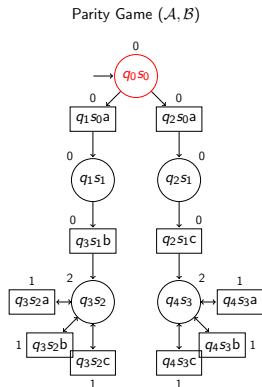 Parity Game (𝒜, ℬ)
0
q₀s₀
0 0
q₁s₀a q₂s₀a
0 0
q₁s₁ q₂s₁
0 0
q₃s₁b q₂s₁c
1 2 2 1
q₃s₂a q₃s₂ q₄s₃ q₄s₃a
1 q₃s₂b q₄s₃b 1
q₃s₂c q₄s₃c
1 1